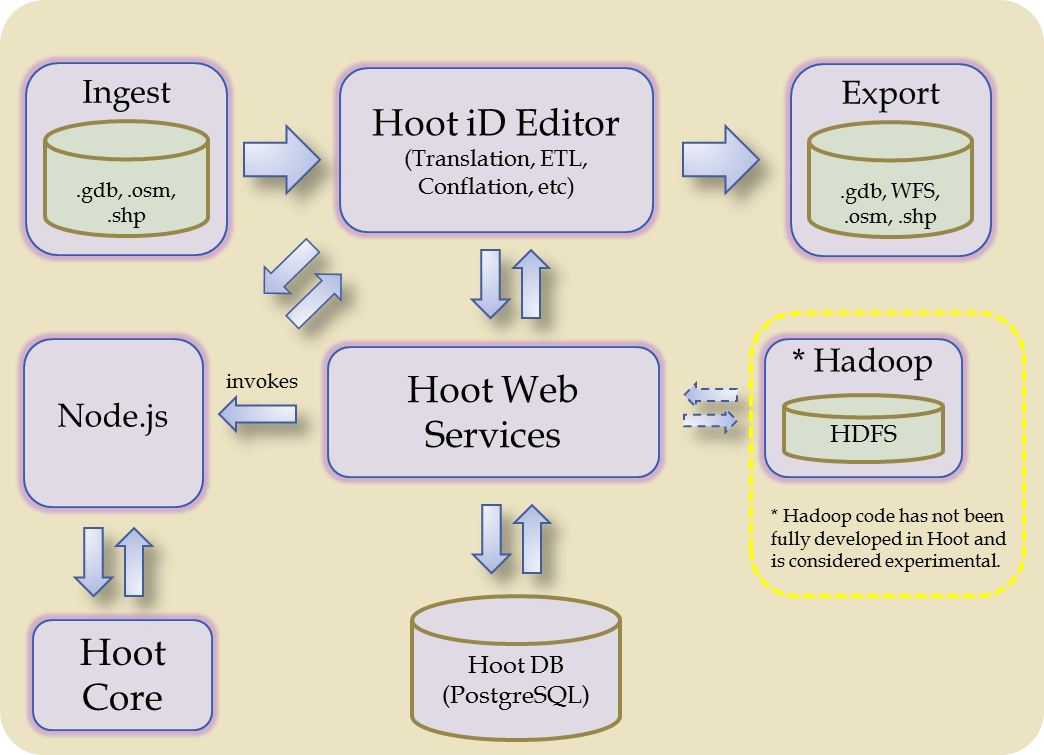 Ingest
.gdb, .osm,
.shp
Hoot iD Editor
(Translation, ETL,
Conflation, etc)
Export
.gdb, WFS,
.osm, .shp
Node.js
invokes
Hoot Web
Services
* Hadoop
HDFS
* Hadoop code has not been
fully developed in Hoot and
is considered experimental.
Hoot
Core
Hoot DB
(PostgreSQL)